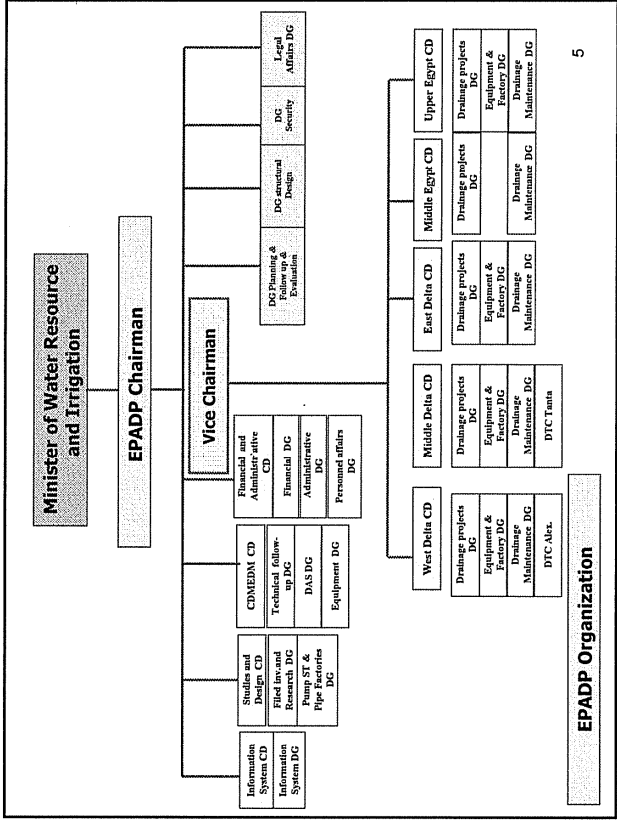 Minister of Water Resource
and Irrigation
EPADP Chairman
Vice Chairman
Information
System CD
Information
System DG
Studies and
Design CD
Filed inv.and
Research DG
Pump ST &
Pipe Factories
DG
CDMEDM CD
Technical follow-
up DG
DAS DG
Equipment DG
Financial and
Administrative
CD
Financial DG
Administrative
DG
Personnel affairs
DG
DG Planning &
Follow up &
Evaluation
DG structural
Design
DG
Security
Legal
Affairs DG
West Delta CD
Drainage projects
DG
Equipment &
Factory DG
Drainage
Maintenance DG
DTC Alex.
Middle Delta CD
Drainage projects
DG
Equipment &
Factory DG
Drainage
Maintenance DG
DTC Tanta
East Delta CD
Drainage projects
DG
Equipment &
Factory DG
Drainage
Maintenance DG
Middle Egypt CD
Drainage projects
DG
Drainage
Maintenance DG
Upper Egypt CD
Drainage projects
DG
Equipment &
Factory DG
Drainage
Maintenance DG
EPADP Organization
5